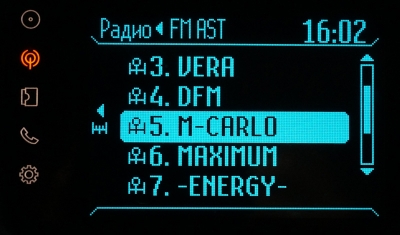 Радио FM AST 16:02
3. VERA
4. DFM
5. M-CARLO
6. MAXIMUM
7. -ENERGY-